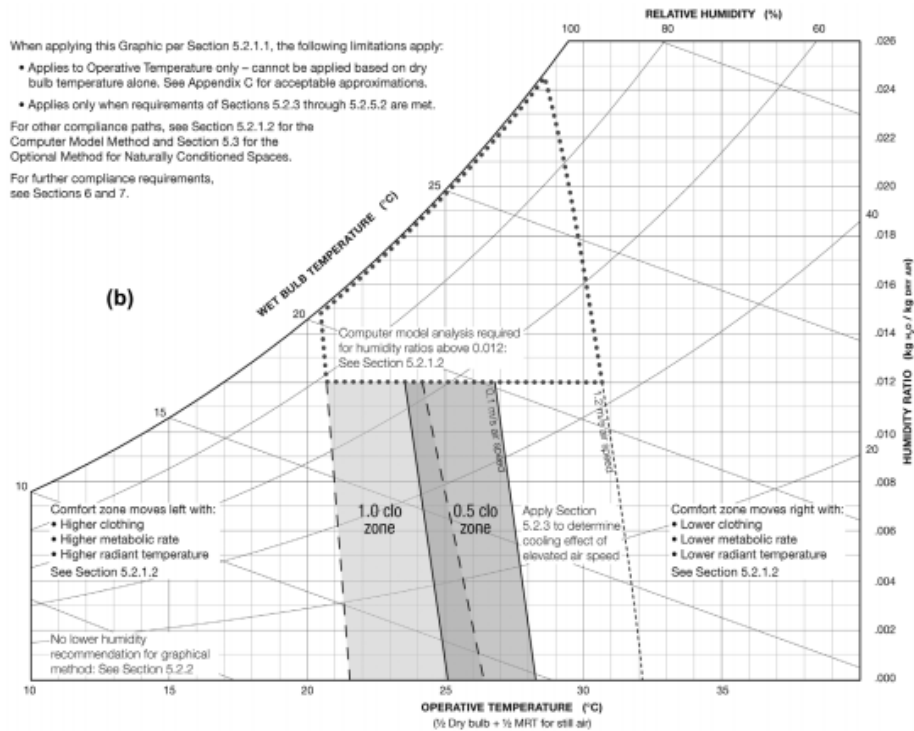 RELATIVE HUMIDITY (%)
100
80
60
When applying this Graphic per Section 5.2.1.1, the following limitations apply:
• Applies to Operative Temperature only – cannot be applied based on dry
bulb temperature alone. See Appendix C for acceptable approximations.
• Applies only when requirements of Sections 5.2.3 through 5.2.5.2 are met.
For other compliance paths, see Section 5.2.1.2 for the
Computer Model Method and Section 5.3 for the
Optional Method for Naturally Conditioned Spaces.
For further compliance requirements,
see Sections 6 and 7.
(b)
WET BULB TEMPERATURE (°C)
10
15
20
25
40
20
.026
.024
.022
.020
.018
.016
.014
.012
.010
.008
.006
.004
.002
.000
HUMIDITY RATIO (kg H₂O / kg DRY AIR)
Computer model analysis required
for humidity ratios above 0.012:
See Section 5.2.1.2
0.1 m/s air speed
1.2 m/s air speed
Comfort zone moves left with:
• Higher clothing
• Higher metabolic rate
• Higher radiant temperature
See Section 5.2.1.2
1.0 clo
zone
0.5 clo
zone
Apply Section
5.2.3 to determine
cooling effect of
elevated air speed
Comfort zone moves right with:
• Lower clothing
• Lower metabolic rate
• Lower radiant temperature
See Section 5.2.1.2
No lower humidity
recommendation for graphical
method: See Section 5.2.2
10
15
20
25
30
35
OPERATIVE TEMPERATURE (°C)
(½ Dry bulb + ½ MRT for still air)